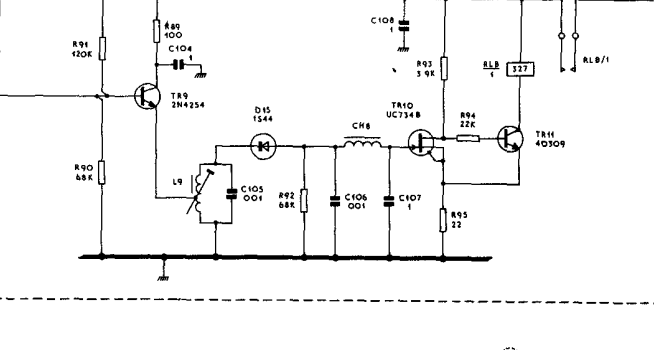 R89
100
C108
1
R91
120K
C104
1
R93
3.9K
RLB
1
327
RLB/1
TR9
2N4254
D15
1S44
TR10
UC734B
R94
22K
TR11
40309
CH8
R90
68K
L9
C105
001
R92
68K
C106
001
C107
1
R95
22